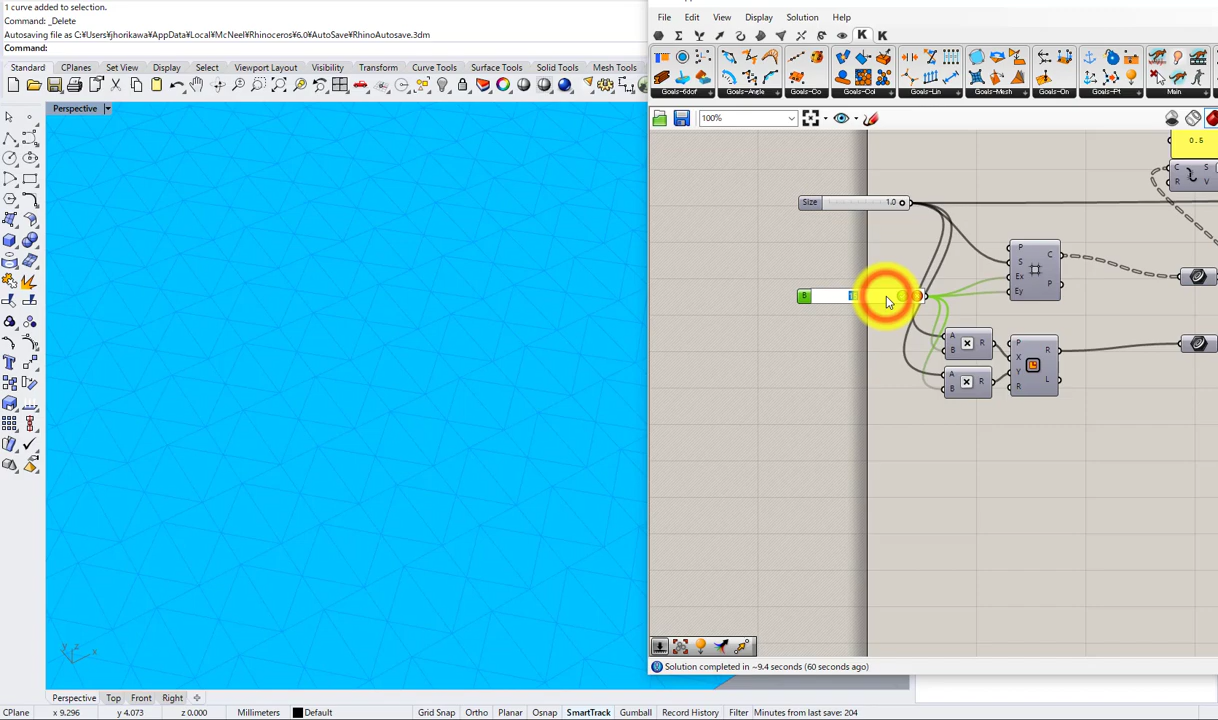 1 curve added to selection.
Command: _Delete
Autosaving file as C:¥Users¥jhorikawa¥AppData¥Local¥McNeel¥Rhinoceros¥6.0¥AutoSave¥RhinoAutosave.3dm
Command:
Standard CPlanes Set View Display Select Viewport Layout Visibility Transform Curve Tools Surface Tools Solid Tools Mesh Tools
Perspective
File Edit View Display Solution Help
K K
Goals-6dof Goals-Angle Goals-Co Goals-Col Goals-Lin Goals-Mesh Goals-On Goals-Pt Main
100%
0.5
C S
R V
Size 1.0
P
S C
Ex
Ey P
B
A
B R
A
B R
P R
X
Y
R L
z
y x
Solution completed in ~9.4 seconds (60 seconds ago)
Perspective Top Front Right
CPlane x 9.296 y 4.073 z 0.000 Millimeters Default Grid Snap Ortho Planar Osnap SmartTrack Gumball Record History Filter Minutes from last save: 204